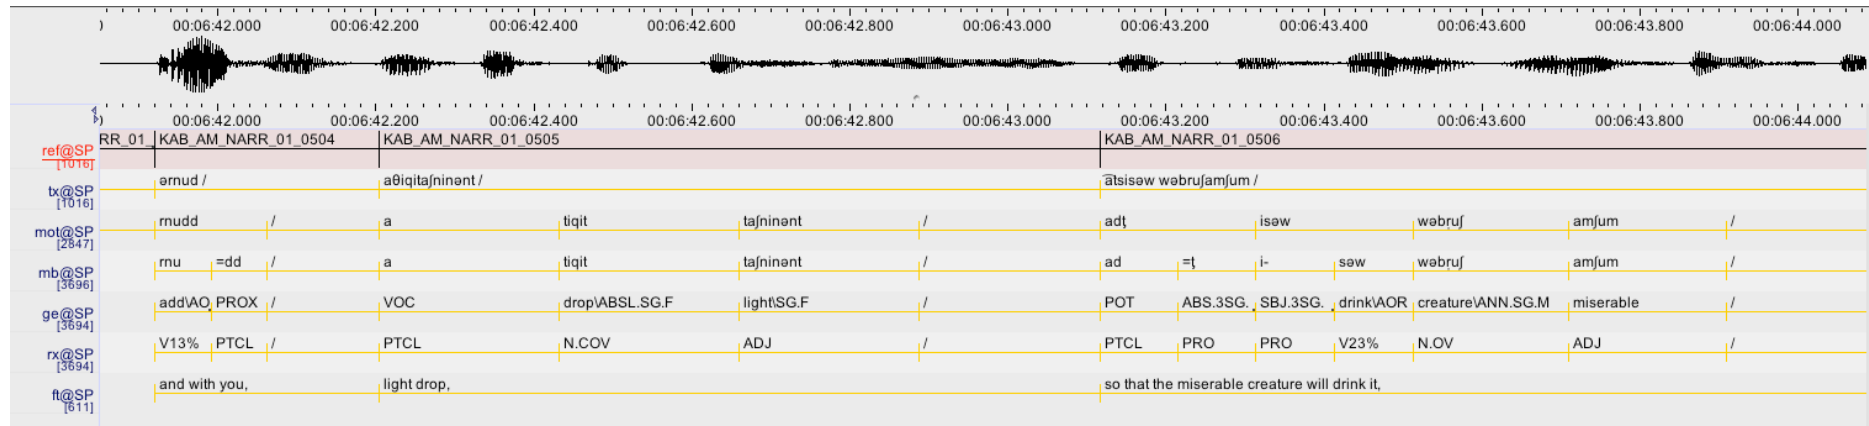 ) 00:06:42.000 00:06:42.200 00:06:42.400 00:06:42.600 00:06:42.800 00:06:43.000 00:06:43.200 00:06:43.400 00:06:43.600 00:06:43.800 00:06:44.000
) 00:06:42.000 00:06:42.200 00:06:42.400 00:06:42.600 00:06:42.800 00:06:43.000 00:06:43.200 00:06:43.400 00:06:43.600 00:06:43.800 00:06:44.000
ref@SP RR_01_ KAB_AM_NARR_01_0504 KAB_AM_NARR_01_0505 KAB_AM_NARR_01_0506
[1016]
tx@SP ərnud / aθiqitaʃninənt / a͡tsisəw wəbruʃamʃum /
[1016]
mot@SP rnudd / a tiqit taʃninənt / adţ isəw wəbṛuʃ amʃum /
[2847]
mb@SP rnu =dd / a tiqit taʃninənt / ad =ţ i- səw wəbṛuʃ amʃum /
[3696]
ge@SP add\AO PROX / VOC drop\ABSL.SG.F light\SG.F / POT ABS.3SG. SBJ.3SG. drink\AOR creature\ANN.SG.M miserable /
[3694]
rx@SP V13% PTCL / PTCL N.COV ADJ / PTCL PRO PRO V23% N.OV ADJ /
[3694]
ft@SP and with you, light drop, so that the miserable creature will drink it,
[611]